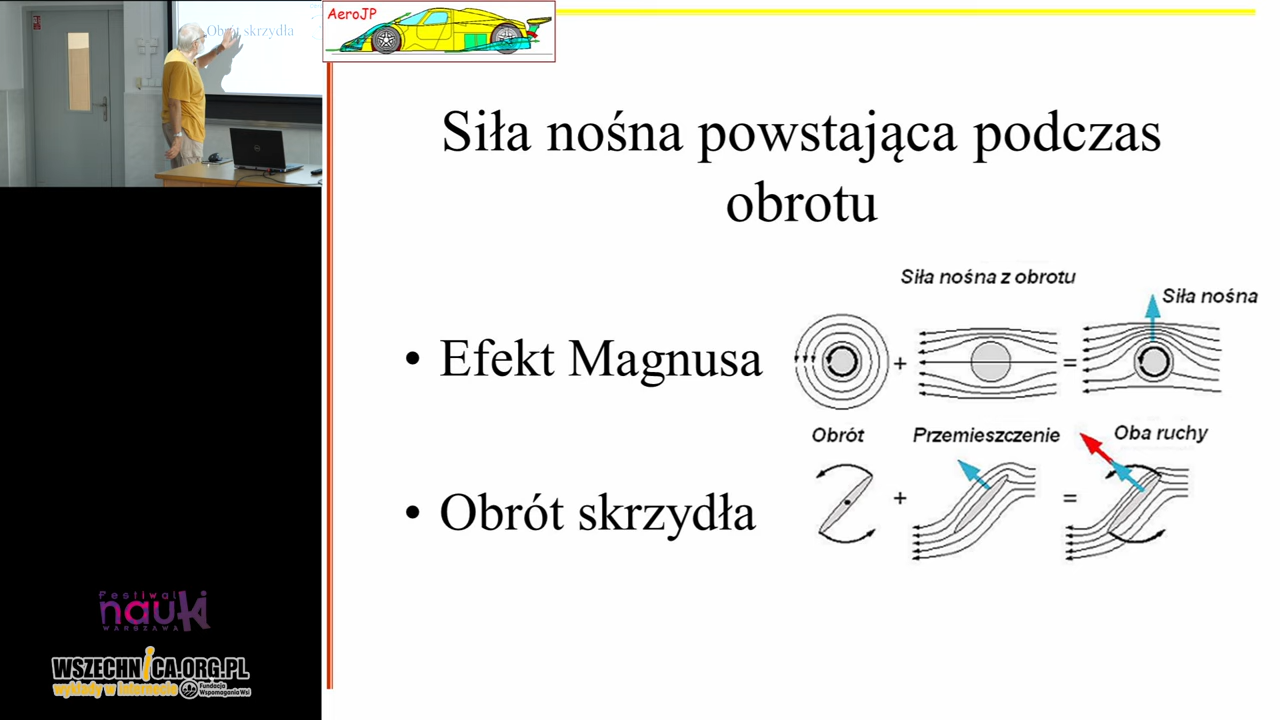 Obrót skrzydła
AeroJP
Siła nośna powstająca podczas
obrotu
Siła nośna z obrotu
Siła nośna
• Efekt Magnusa
+
=
Obrót
Przemieszczenie
Oba ruchy
• Obrót skrzydła
+
=
Festiwal
nauki
WARSZAWA
WSZECHNICA.ORG.PL
wykłady w internecie
Fundacja
Wspomagania Wsi